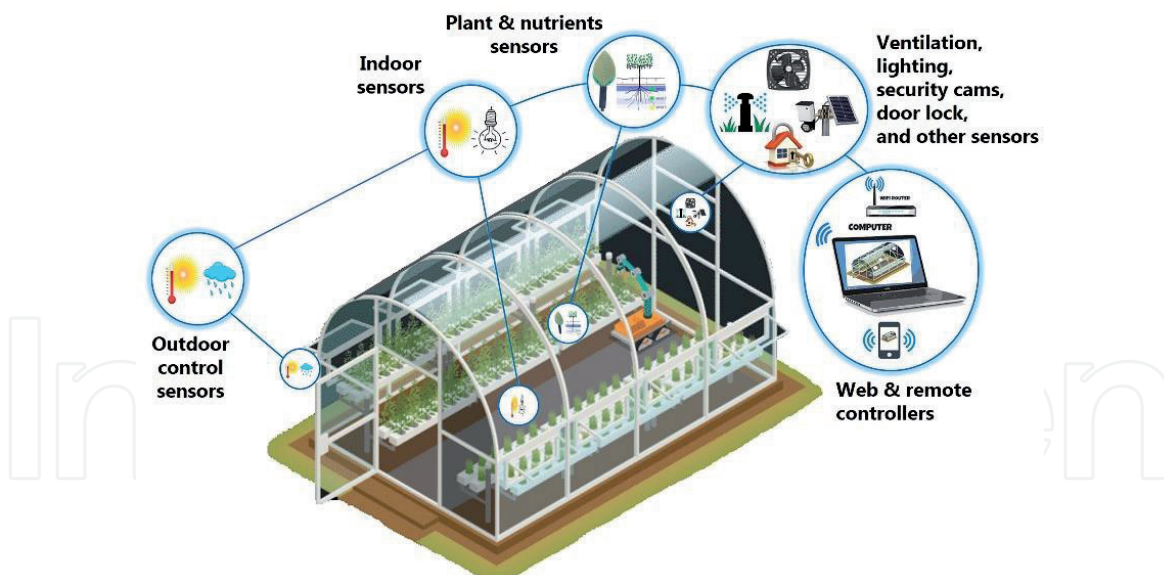 Plant & nutrients
sensors
Indoor
sensors
Ventilation,
lighting,
security cams,
door lock,
and other sensors
WIFI ROUTER
COMPUTER
Outdoor
control
sensors
Web & remote
controllers